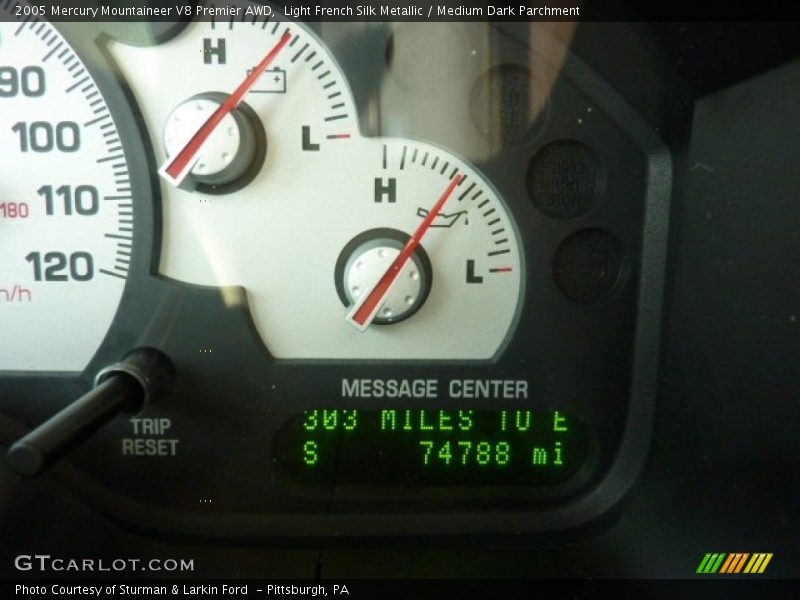 2005 Mercury Mountaineer V8 Premier AWD,  Light French Silk Metallic / Medium Dark Parchment
H
L
90
100
110
180
120
H
L
MESSAGE CENTER
TRIP
RESET
303 MILES TO E
S 74788 mi
GTCARLOT.COM
Photo Courtesy of Sturman & Larkin Ford  - Pittsburgh, PA